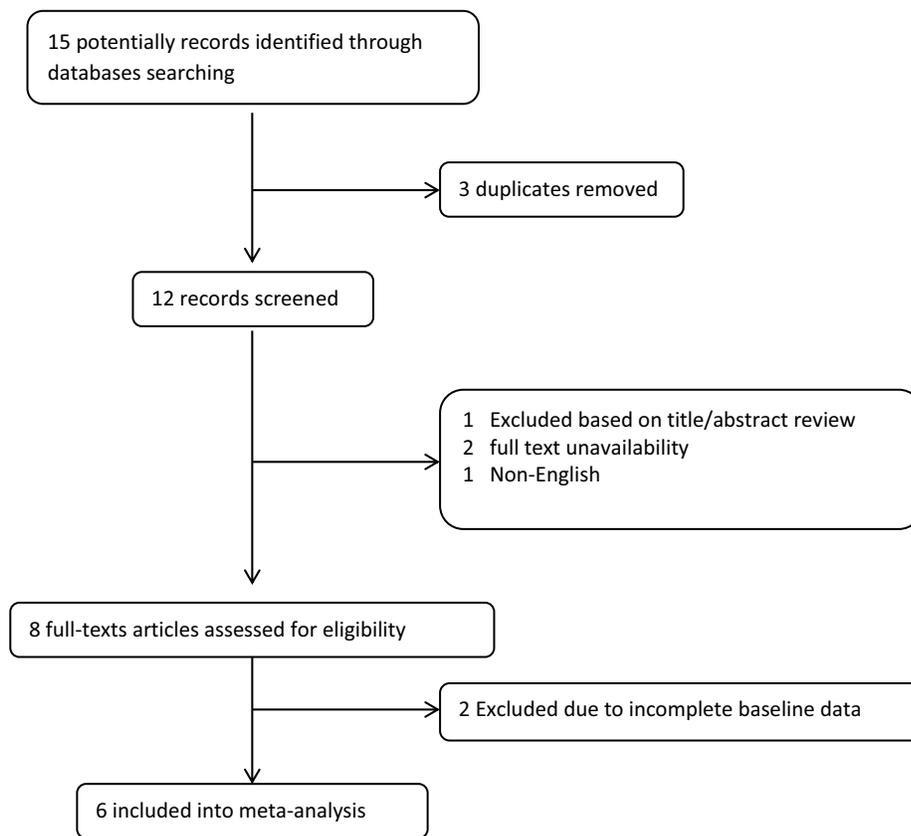 15 potentially records identified through
databases searching
3 duplicates removed
12 records screened
1 Excluded based on title/abstract review
2 full text unavailability
1 Non-English
8 full-texts articles assessed for eligibility
2 Excluded due to incomplete baseline data
6 included into meta-analysis